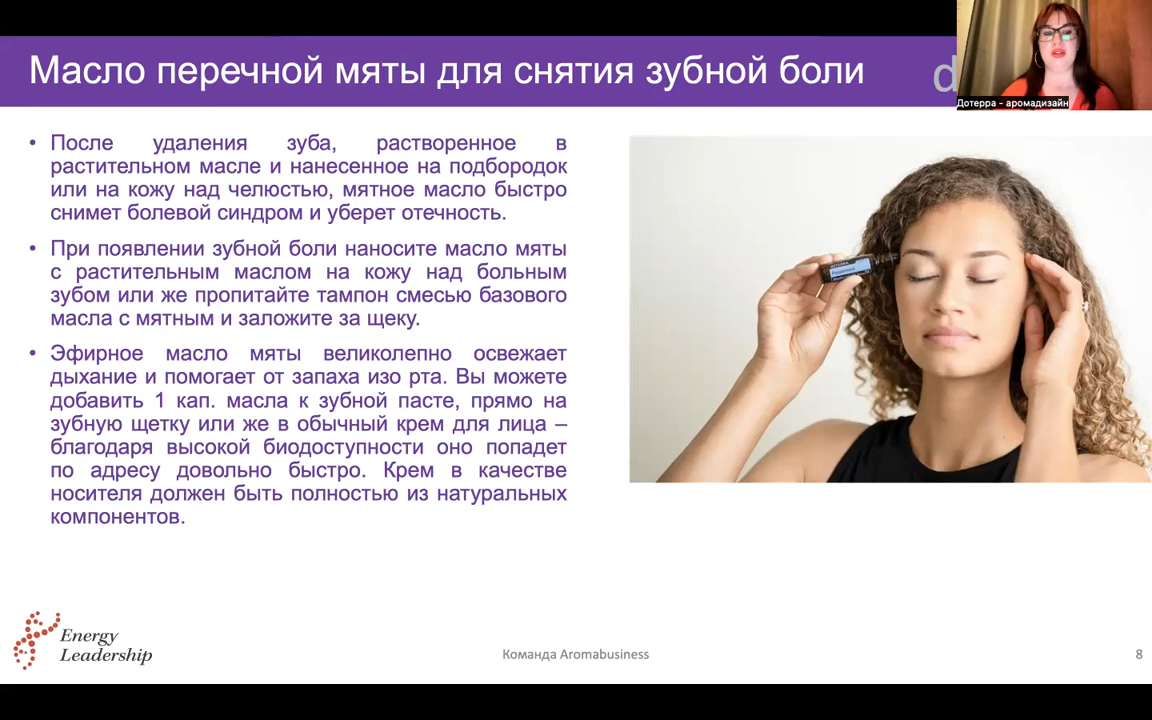 Масло перечной мяты для снятия зубной боли
d
Дотерра - аромадизайн
• После удаления зуба, растворенное в
растительном масле и нанесенное на подбородок
или на кожу над челюстью, мятное масло быстро
снимет болевой синдром и уберет отечность.
• При появлении зубной боли наносите масло мяты
с растительным маслом на кожу над больным
зубом или же пропитайте тампон смесью базового
масла с мятным и заложите за щеку.
• Эфирное масло мяты великолепно освежает
дыхание и помогает от запаха изо рта. Вы можете
добавить 1 кап. масла к зубной пасте, прямо на
зубную щетку или же в обычный крем для лица –
благодаря высокой биодоступности оно попадет
по адресу довольно быстро. Крем в качестве
носителя должен быть полностью из натуральных
компонентов.
Energy
Leadership
Команда Aromabusiness
8